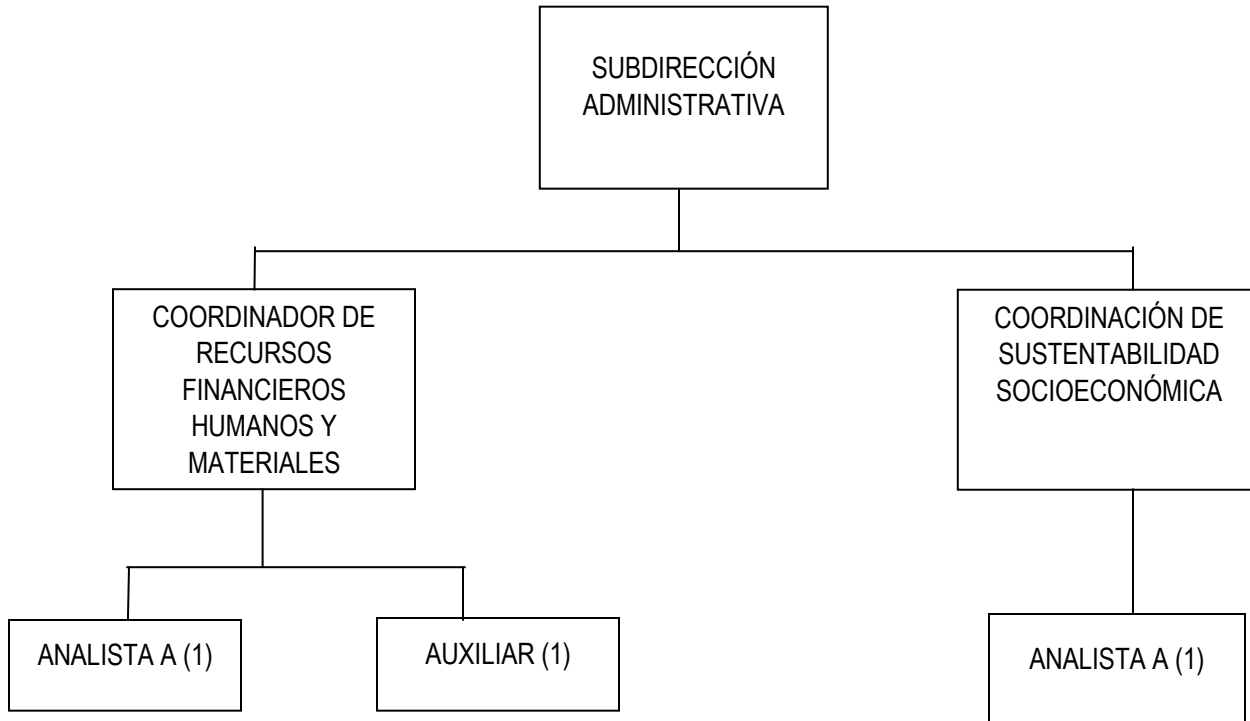 SUBDIRECCIÓN
ADMINISTRATIVA
COORDINADOR DE
RECURSOS
FINANCIEROS
HUMANOS Y
MATERIALES
COORDINACIÓN DE
SUSTENTABILIDAD
SOCIOECONÓMICA
ANALISTA A (1)
AUXILIAR (1)
ANALISTA A (1)